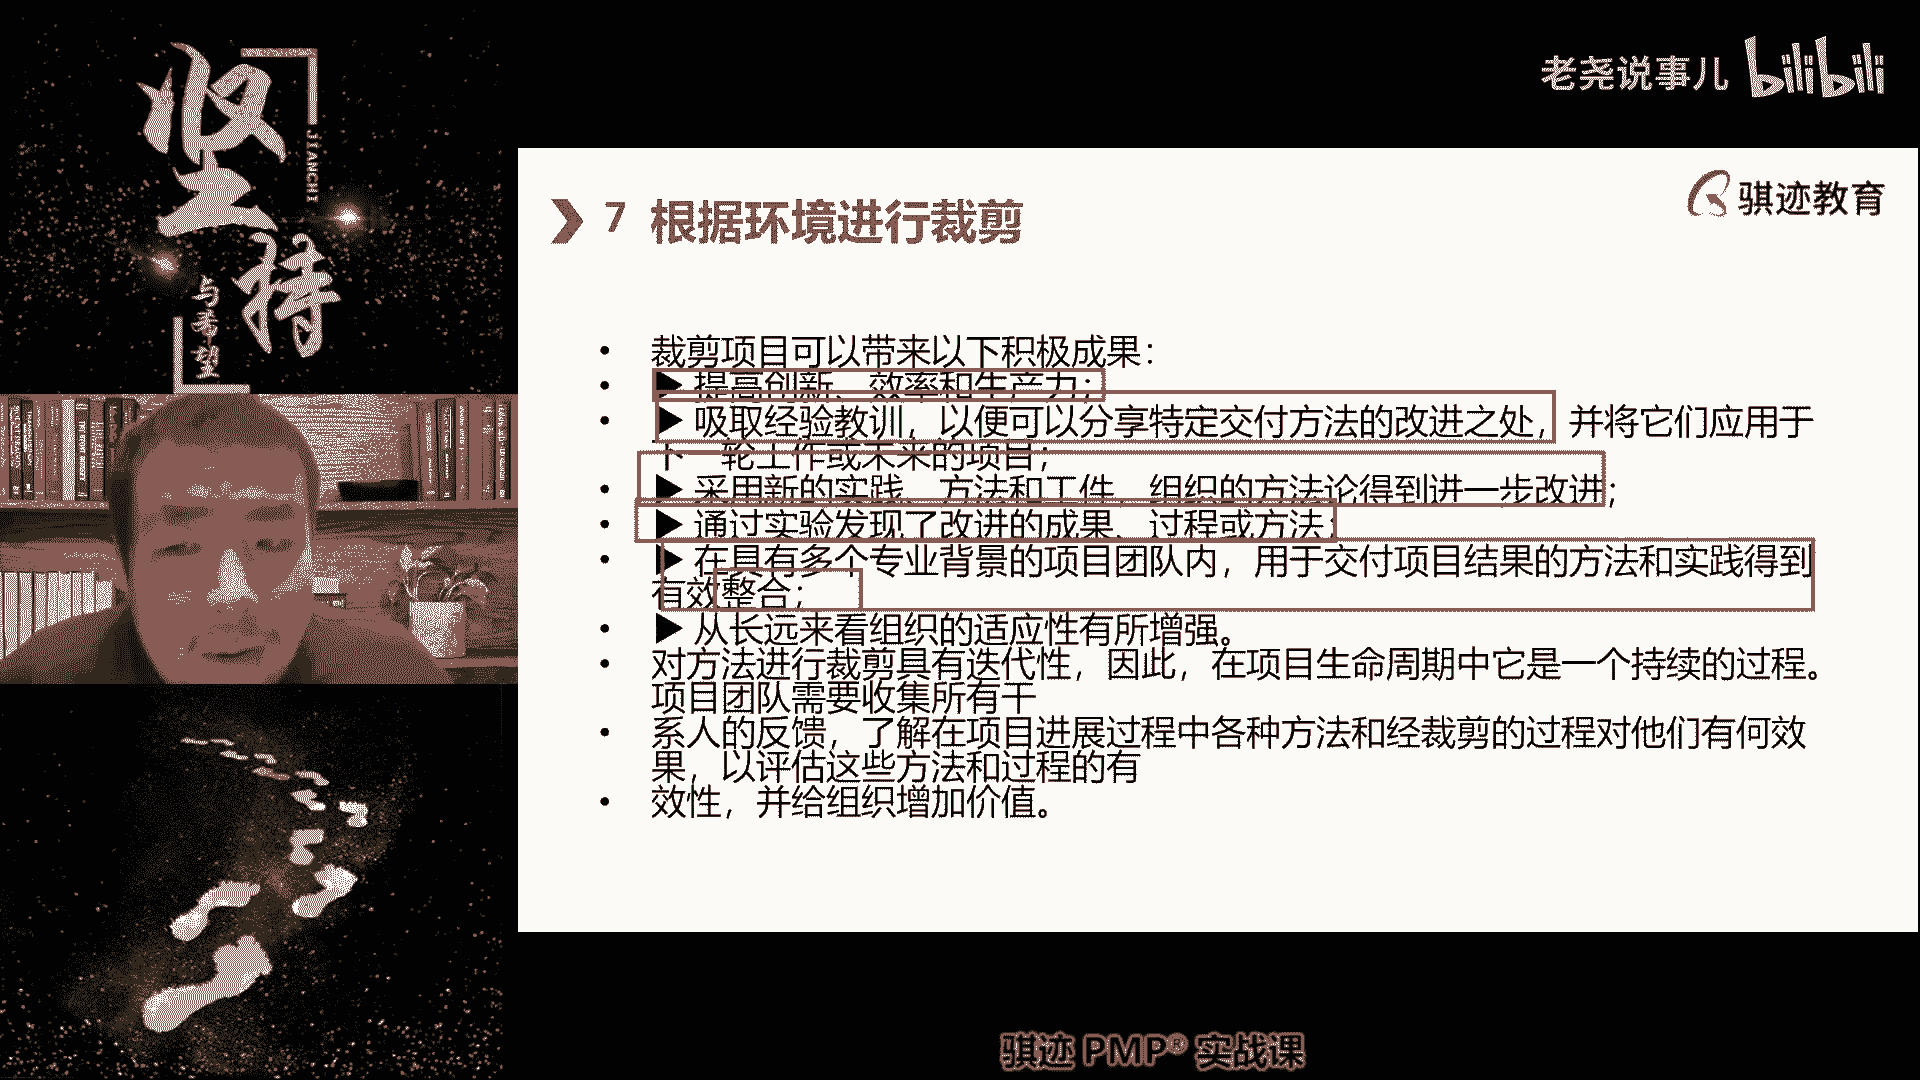 坚持
JIANCHI
与希望
老尧说事儿 bilibili
骐迹教育
7 根据环境进行裁剪
• 裁剪项目可以带来以下积极成果：
• ▶ 提高创新、效率和生产力；
• ▶ 吸取经验教训，以便可以分享特定交付方法的改进之处，并将它们应用于
下一轮工作或未来的项目；
• ▶ 采用新的实践、方法和工件，组织的方法论得到进一步改进；
• ▶ 通过实验发现了改进的成果、过程或方法；
• ▶ 在具有多个专业背景的项目团队内，用于交付项目结果的方法和实践得到
有效整合；
• ▶ 从长远来看组织的适应性有所增强。
• 对方法进行裁剪具有迭代性，因此，在项目生命周期中它是一个持续的过程。
项目团队需要收集所有干
• 系人的反馈，了解在项目进展过程中各种方法和经裁剪的过程对他们有何效
果，以评估这些方法和过程的有
• 效性，并给组织增加价值。
骐迹 PMP® 实战课